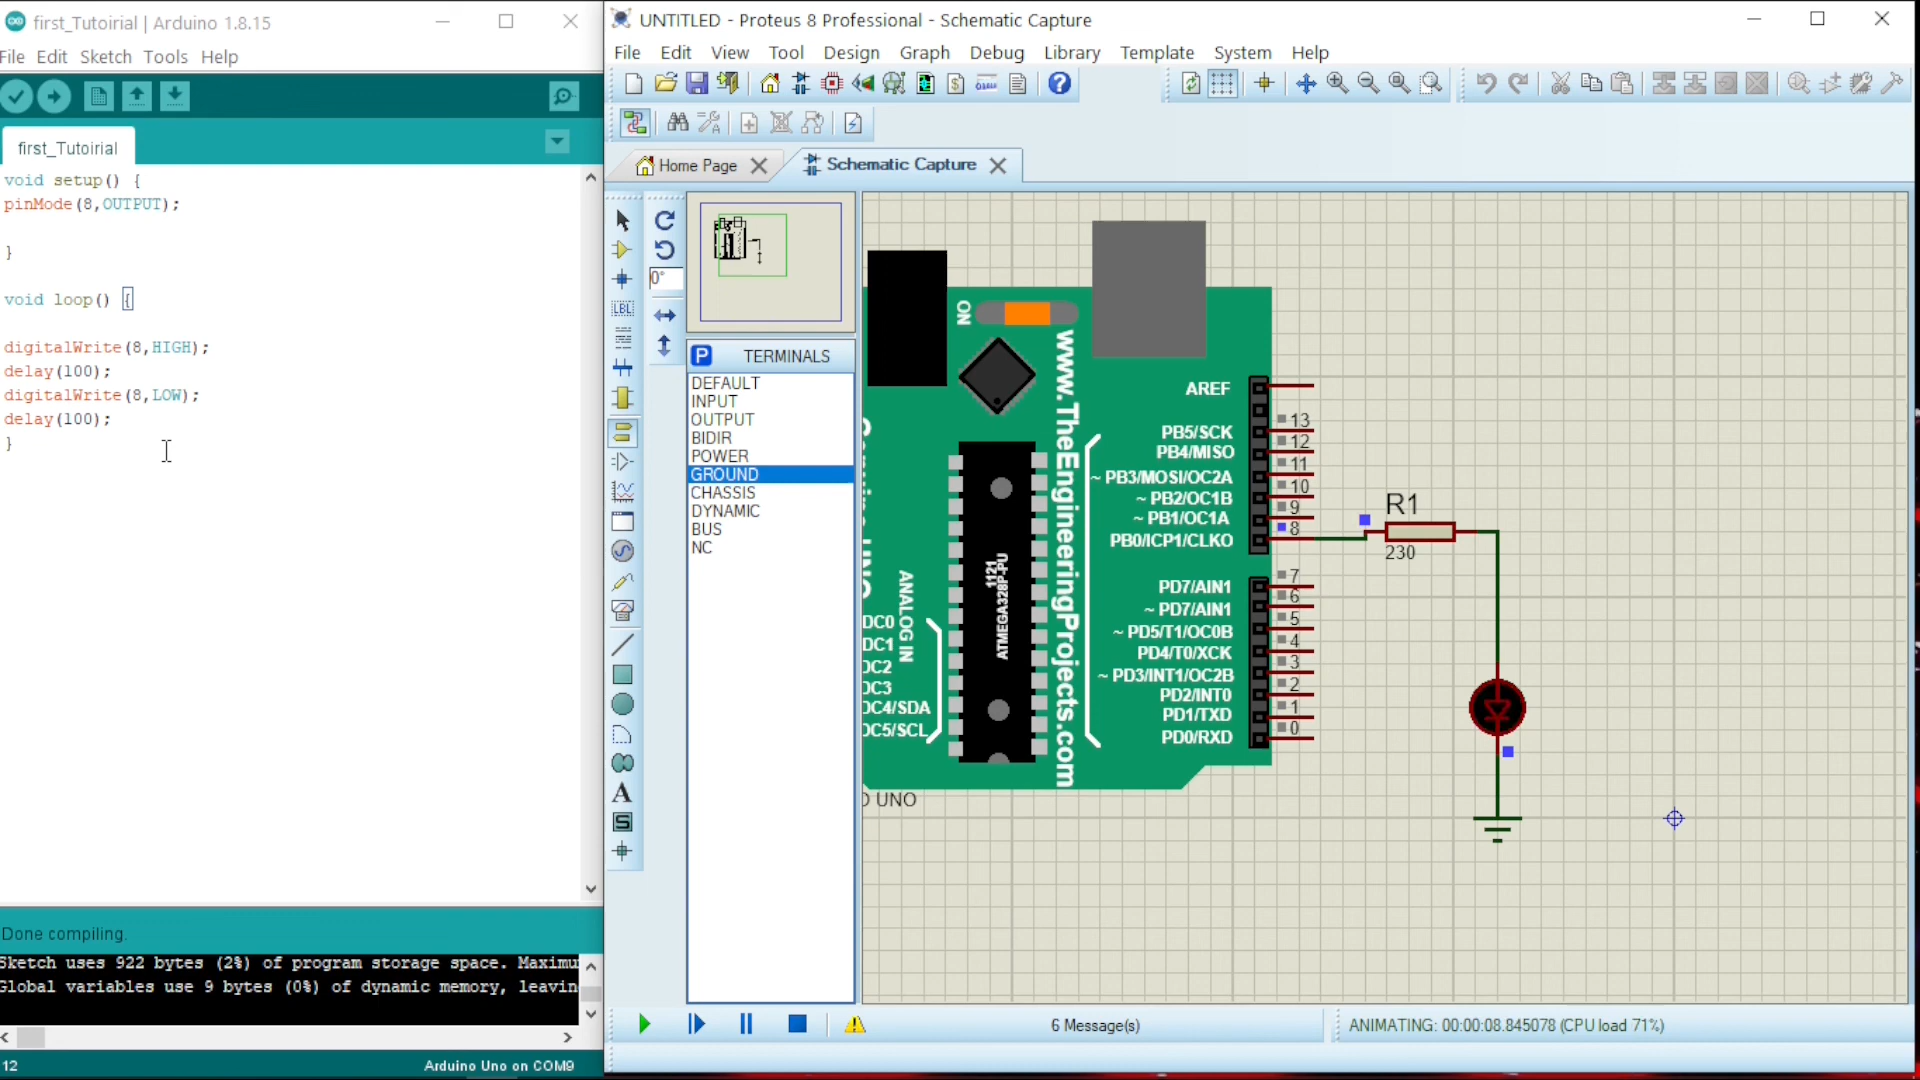 first_Tutoirial | Arduino 1.8.15
File Edit Sketch Tools Help
first_Tutoirial
void setup() {
pinMode(8,OUTPUT);
}
void loop() {
digitalWrite(8,HIGH);
delay(100);
digitalWrite(8,LOW);
delay(100);
}
Done compiling.
Sketch uses 922 bytes (2%) of program storage space. Maximu
Global variables use 9 bytes (0%) of dynamic memory, leavin
12
Arduino Uno on COM9
UNTITLED - Proteus 8 Professional - Schematic Capture
File Edit View Tool Design Graph Debug Library Template System Help
Home Page
Schematic Capture
0°
LBL
A
S
P TERMINALS
DEFAULT
INPUT
OUTPUT
BIDIR
POWER
GROUND
CHASSIS
DYNAMIC
BUS
NC
ON
www.TheEngineeringProjects.com
ANALOG IN
1121
ATMEGA328P-PU
DC0
DC1
DC2
DC3
DC4/SDA
DC5/SCL
O UNO
AREF
13
PB5/SCK
12
PB4/MISO
11
~ PB3/MOSI/OC2A
10
~ PB2/OC1B
9
~ PB1/OC1A
8
PB0/ICP1/CLKO
7
PD7/AIN1
6
~ PD7/AIN1
5
~ PD5/T1/OC0B
4
PD4/T0/XCK
3
~ PD3/INT1/OC2B
2
PD2/INT0
1
PD1/TXD
0
PD0/RXD
R1
230
6 Message(s)
ANIMATING: 00:00:08.845078 (CPU load 71%)